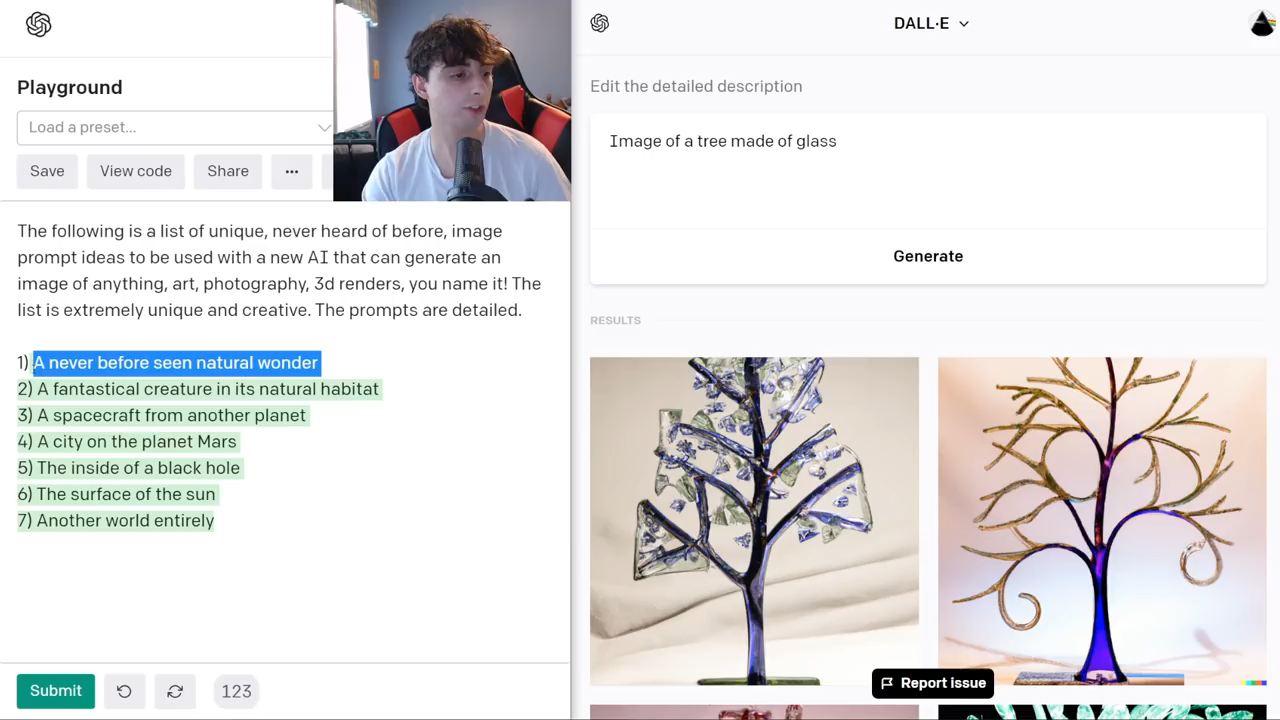 Playground
Load a preset...
Save
View code
Share
...
The following is a list of unique, never heard of before, image
prompt ideas to be used with a new AI that can generate an
image of anything, art, photography, 3d renders, you name it! The
list is extremely unique and creative. The prompts are detailed.
1) A never before seen natural wonder
2) A fantastical creature in its natural habitat
3) A spacecraft from another planet
4) A city on the planet Mars
5) The inside of a black hole
6) The surface of the sun
7) Another world entirely
Submit
123
DALL·E
Edit the detailed description
Image of a tree made of glass
Generate
RESULTS
Report issue